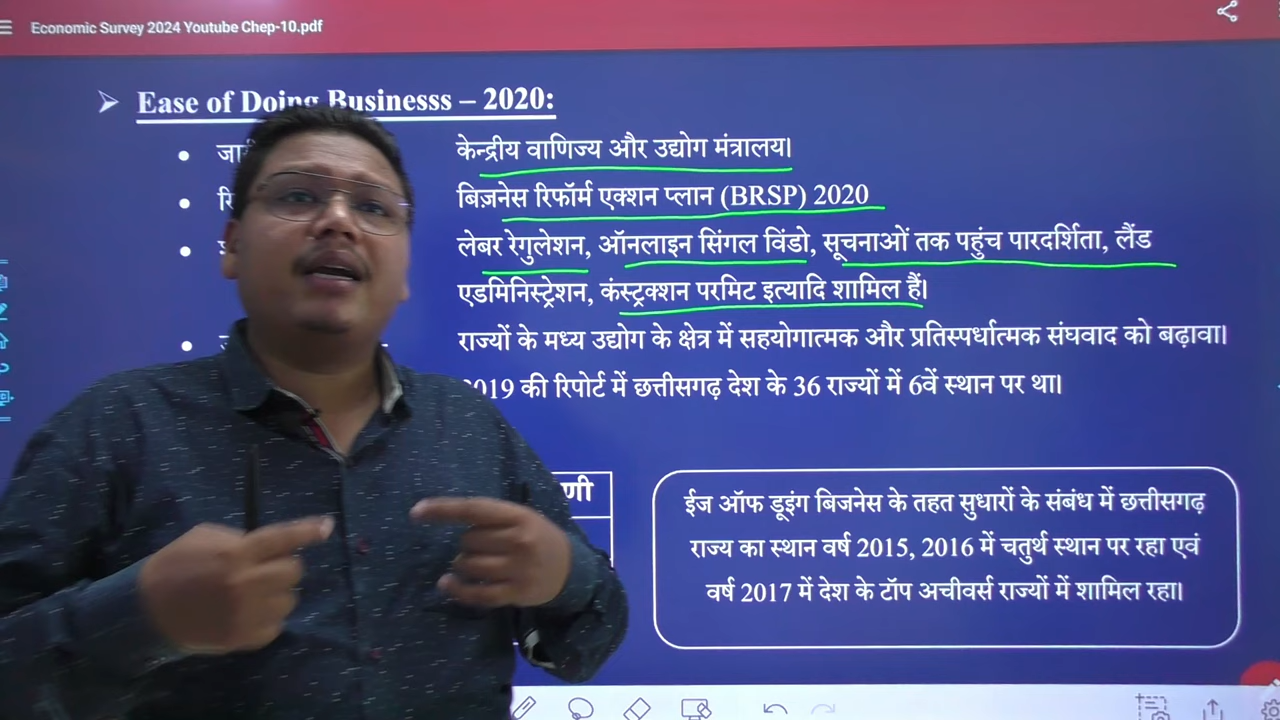 Economic Survey 2024 Youtube Chep-10.pdf
Ease of Doing Businesss – 2020:
केन्द्रीय वाणिज्य और उद्योग मंत्रालय।
बिज़नेस रिफॉर्म एक्शन प्लान (BRSP) 2020
लेबर रेगुलेशन, ऑनलाइन सिंगल विंडो, सूचनाओं तक पहुंच पारदर्शिता, लैंड
एडमिनिस्ट्रेशन, कंस्ट्रक्शन परमिट इत्यादि शामिल हैं।
राज्यों के मध्य उद्योग के क्षेत्र में सहयोगात्मक और प्रतिस्पर्धात्मक संघवाद को बढ़ावा।
2019 की रिपोर्ट में छत्तीसगढ़ देश के 36 राज्यों में 6वें स्थान पर था।
ईज ऑफ डूइंग बिजनेस के तहत सुधारों के संबंध में छत्तीसगढ़
राज्य का स्थान वर्ष 2015, 2016 में चतुर्थ स्थान पर रहा एवं
वर्ष 2017 में देश के टॉप अचीवर्स राज्यों में शामिल रहा।